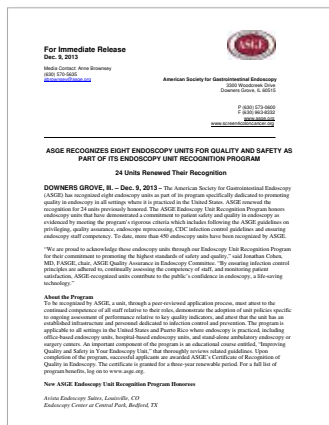 For Immediate Release
Dec. 9, 2013
ASGE
Media Contact: Anne Brownsey
(630) 570-5635
abrownsey@asge.org
American Society for Gastrointestinal Endoscopy
3300 Woodcreek Drive
Downers Grove, IL 60515
P (630) 573-0600
F (630) 963-8332
www.asge.org
www.screen4coloncancer.org
ASGE RECOGNIZES EIGHT ENDOSCOPY UNITS FOR QUALITY AND SAFETY AS
PART OF ITS ENDOSCOPY UNIT RECOGNITION PROGRAM
24 Units Renewed Their Recognition
DOWNERS GROVE, Ill. – Dec. 9, 2013 – The American Society for Gastrointestinal Endoscopy
(ASGE) has recognized eight endoscopy units as part of its program specifically dedicated to promoting
quality in endoscopy in all settings where it is practiced in the United States. ASGE renewed the
recognition for 24 units previously honored. The ASGE Endoscopy Unit Recognition Program honors
endoscopy units that have demonstrated a commitment to patient safety and quality in endoscopy as
evidenced by meeting the program's rigorous criteria which includes following the ASGE guidelines on
privileging, quality assurance, endoscope reprocessing, CDC infection control guidelines and ensuring
endoscopy staff competency. To date, more than 450 endoscopy units have been recognized by ASGE.
"We are proud to acknowledge these endoscopy units through our Endoscopy Unit Recognition Program
for their commitment to promoting the highest standards of safety and quality," said Jonathan Cohen,
MD, FASGE, chair, ASGE Quality Assurance in Endoscopy Committee. "By ensuring infection control
principles are adhered to, continually assessing the competency of staff, and monitoring patient
satisfaction, ASGE-recognized units contribute to the public's confidence in endoscopy, a life-saving
technology."
About the Program
To be recognized by ASGE, a unit, through a peer-reviewed application process, must attest to the
continued competence of all staff relative to their roles, demonstrate the adoption of unit policies specific
to ongoing assessment of performance relative to key quality indicators, and attest that the unit has an
established infrastructure and personnel dedicated to infection control and prevention. The program is
applicable to all settings in the United States and Puerto Rico where endoscopy is practiced, including
office-based endoscopy units, hospital-based endoscopy units, and stand-alone ambulatory endoscopy or
surgery centers. An important component of the program is an educational course entitled, "Improving
Quality and Safety in Your Endoscopy Unit," that thoroughly reviews related guidelines. Upon
completion of the program, successful applicants are awarded ASGE's Certificate of Recognition of
Quality in Endoscopy. The certificate is granted for a three-year renewable period. For a full list of
program benefits, log on to www.asge.org.
New ASGE Endoscopy Unit Recognition Program Honorees
Avista Endoscopy Suites, Louisville, CO
Endoscopy Center at Central Park, Bedford, TX